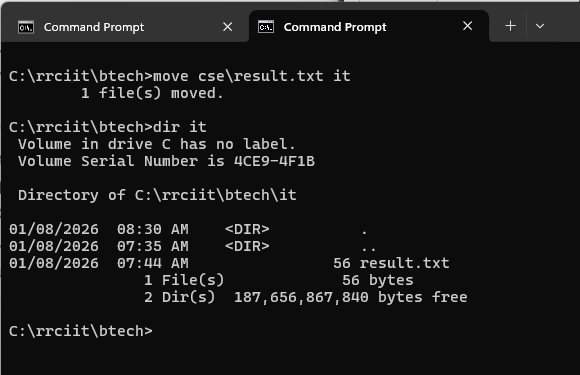 Command Prompt
Command Prompt
C:\rrciit\btech>move cse\result.txt it
        1 file(s) moved.
C:\rrciit\btech>dir it
 Volume in drive C has no label.
 Volume Serial Number is 4CE9-4F1B
 Directory of C:\rrciit\btech\it
01/08/2026  08:30 AM    <DIR>          .
01/08/2026  07:35 AM    <DIR>          ..
01/08/2026  07:44 AM                56 result.txt
               1 File(s)             56 bytes
               2 Dir(s)  187,656,867,840 bytes free
C:\rrciit\btech>